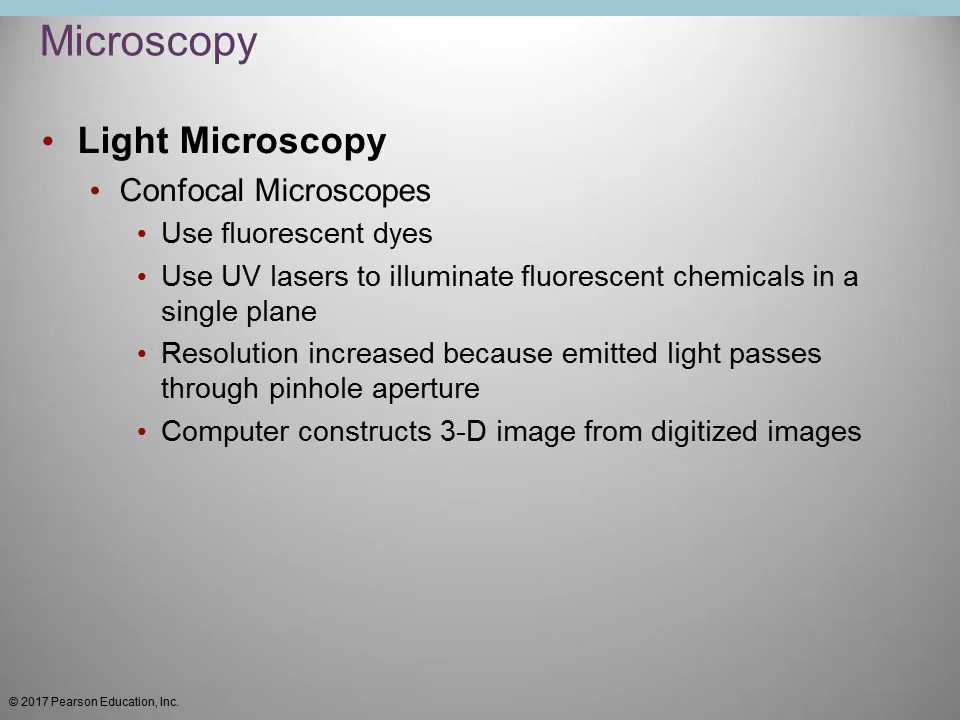 Microscopy
• Light Microscopy
• Confocal Microscopes
• Use fluorescent dyes
• Use UV lasers to illuminate fluorescent chemicals in a
single plane
• Resolution increased because emitted light passes
through pinhole aperture
• Computer constructs 3-D image from digitized images
© 2017 Pearson Education, Inc.